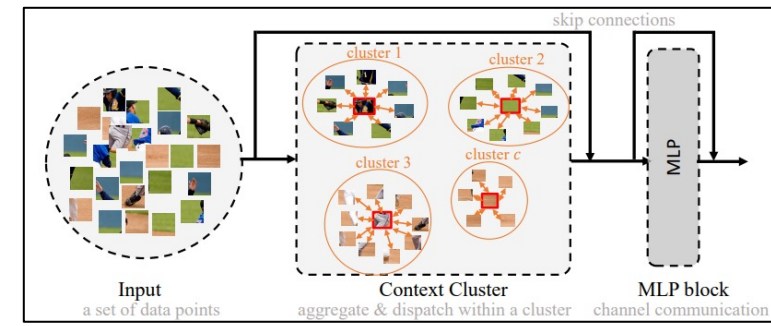 skip connections
cluster 1
cluster 2
cluster 3
cluster c
MLP
Input
Context Cluster
MLP block
a set of data points
aggregate & dispatch within a cluster
channel communication